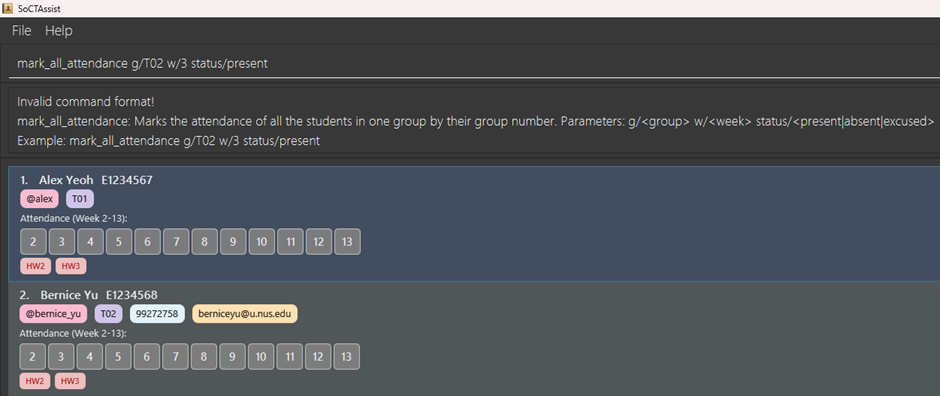 SoCTAssist
File Help
mark_all_attendance g/T02 w/3 status/present
Invalid command format!
mark_all_attendance: Marks the attendance of all the students in one group by their group number. Parameters: g/<group> w/<week> status/<present|absent|excused>
Example: mark_all_attendance g/T02 w/3 status/present
1. Alex Yeoh E1234567
@alex T01
Attendance (Week 2-13):
2 3 4 5 6 7 8 9 10 11 12 13
HW2 HW3
2. Bernice Yu E1234568
@bernice_yu T02 99272758 berniceyu@u.nus.edu
Attendance (Week 2-13):
2 3 4 5 6 7 8 9 10 11 12 13
HW2 HW3